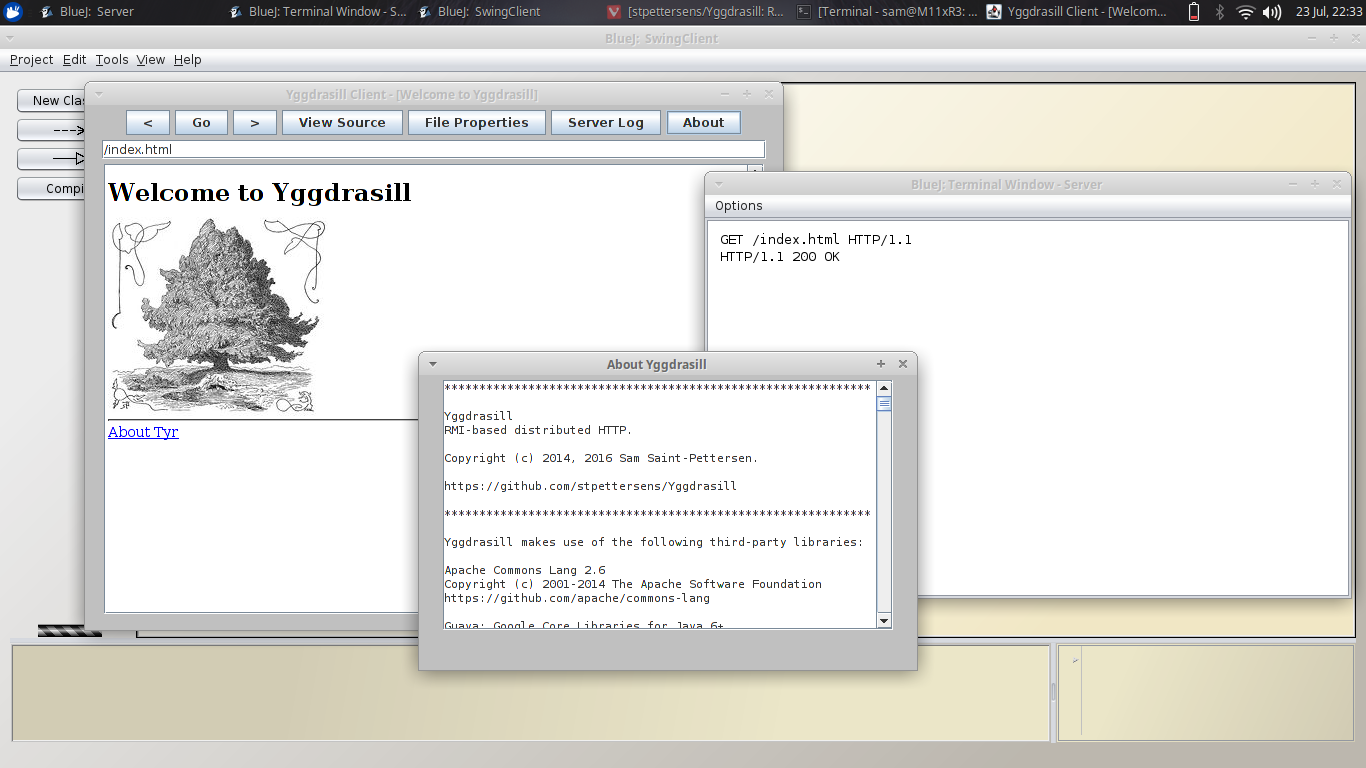 BlueJ: Server
BlueJ: Terminal Window - S...
BlueJ: SwingClient
[stpettersens/Yggdrasill: R...
[Terminal - sam@M11xR3: ...
Yggdrasill Client - [Welcom...
23 Jul, 22:33
BlueJ: SwingClient
Project Edit Tools View Help
New Clas
Compi
Yggdrasill Client - [Welcome to Yggdrasill]
< Go > View Source File Properties Server Log About
/index.html
Welcome to Yggdrasill
About Tyr
BlueJ: Terminal Window - Server
Options
GET /index.html HTTP/1.1
HTTP/1.1 200 OK
About Yggdrasill
*************************************************************
Yggdrasill
RMI-based distributed HTTP.
Copyright (c) 2014, 2016 Sam Saint-Pettersen.
https://github.com/stpettersens/Yggdrasill
*************************************************************
Yggdrasill makes use of the following third-party libraries:
Apache Commons Lang 2.6
Copyright (c) 2001-2014 The Apache Software Foundation
https://github.com/apache/commons-lang
Guava: Google Core Libraries for Java 6+